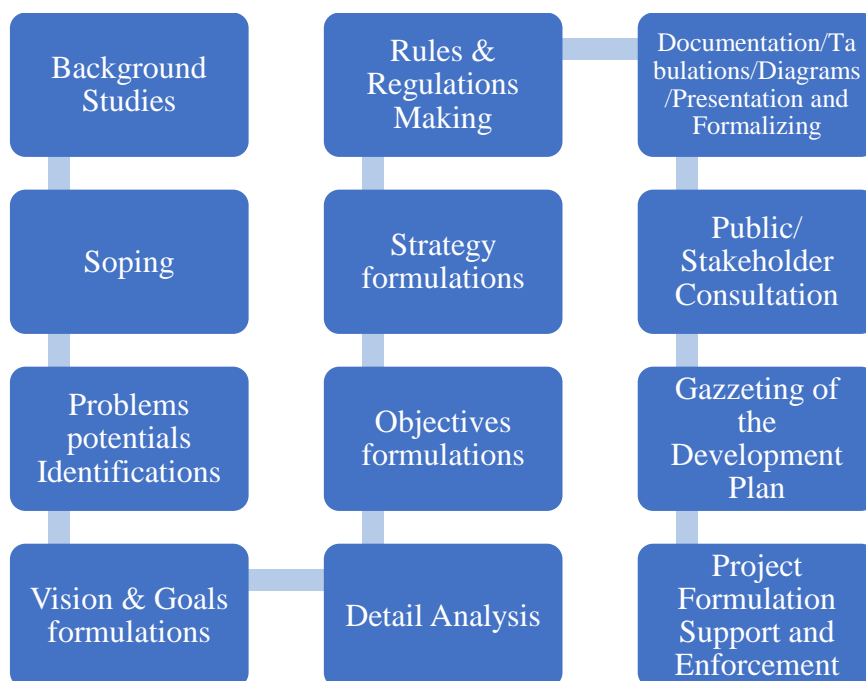 Background
Studies
Soping
Problems
potentials
Identifications
Vision & Goals
formulations
Detail Analysis
Objectives
formulations
Strategy
formulations
Rules &
Regulations
Making
Documentation/Ta
bulations/Diagrams
/Presentation and
Formalizing
Public/
Stakeholder
Consultation
Gazzeting of
the
Development
Plan
Project
Formulation
Support and
Enforcement